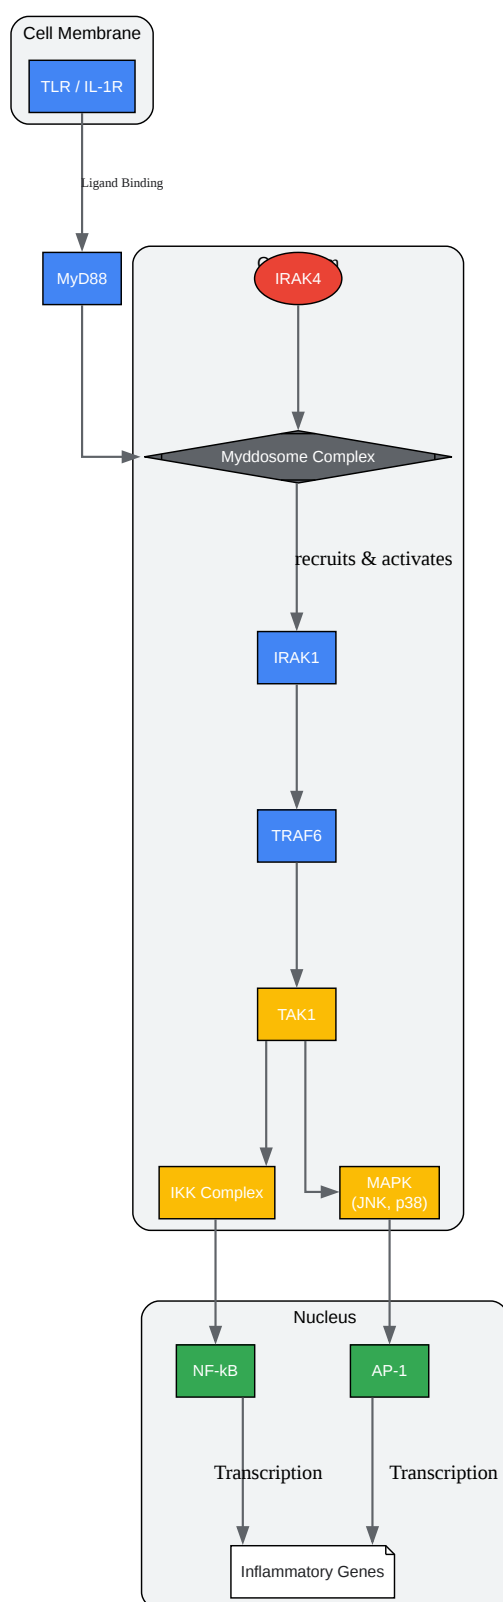 Cell Membrane
TLR / IL-1R
Ligand Binding
MyD88
IRAK4
Myddosome Complex
recruits & activates
IRAK1
TRAF6
TAK1
IKK Complex
MAPK
(JNK, p38)
Nucleus
NF-kB
AP-1
Transcription
Transcription
Inflammatory Genes